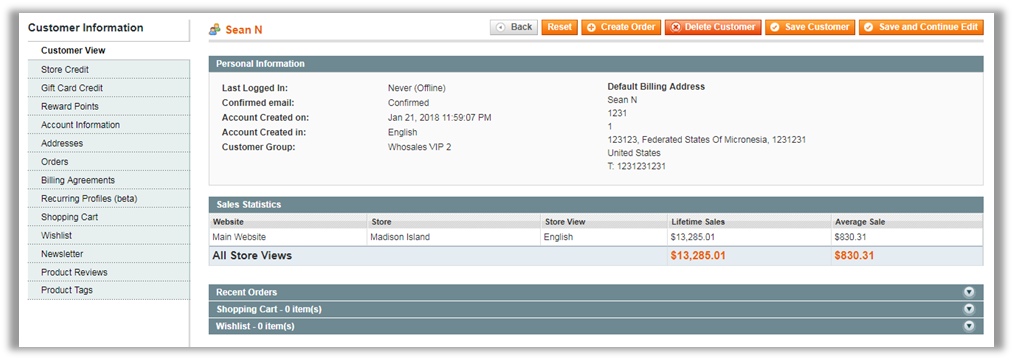 Customer Information
Customer View
Store Credit
Gift Card Credit
Reward Points
Account Information
Addresses
Orders
Billing Agreements
Recurring Profiles (beta)
Shopping Cart
Wishlist
Newsletter
Product Reviews
Product Tags
Sean N
Back Reset Create Order Delete Customer Save Customer Save and Continue Edit
Personal Information
Last Logged In: Never (Offline)
Confirmed email: Confirmed
Account Created on: Jan 21, 2018 11:59:07 PM
Account Created in: English
Customer Group: Whosales VIP 2
Default Billing Address
Sean N
1231
1
123123, Federated States Of Micronesia, 1231231
United States
T: 1231231231
Sales Statistics
Website Store Store View Lifetime Sales Average Sale
Main Website Madison Island English $13,285.01 $830.31
All Store Views $13,285.01 $830.31
Recent Orders
Shopping Cart - 0 item(s)
Wishlist - 0 item(s)